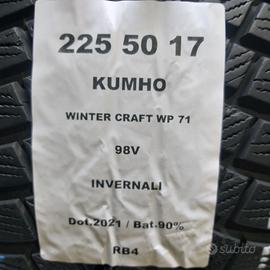 225 50 17
KUMHO
WINTER CRAFT WP 71
98V
INVERNALI
Dot.2021 / Bat.90%
RB4
subito